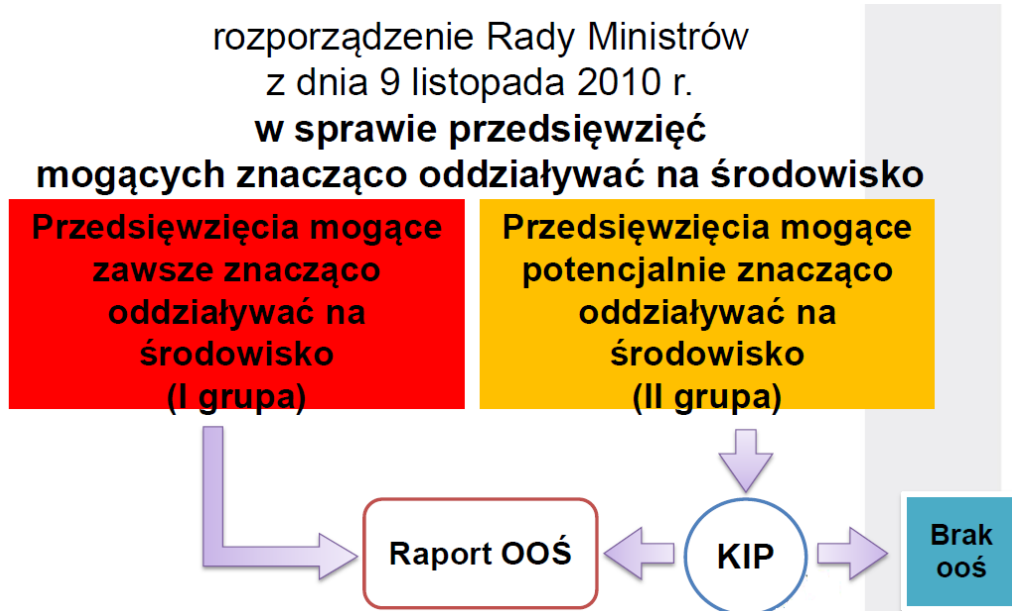 rozporządzenie Rady Ministrów
z dnia 9 listopada 2010 r.
w sprawie przedsięwzięć
mogących znacząco oddziaływać na środowisko
Przedsięwzięcia mogące
zawsze znacząco
oddziaływać na
środowisko
(I grupa)
Przedsięwzięcia mogące
potencjalnie znacząco
oddziaływać na
środowisko
(II grupa)
Raport OOŚ
KIP
Brak
ooś